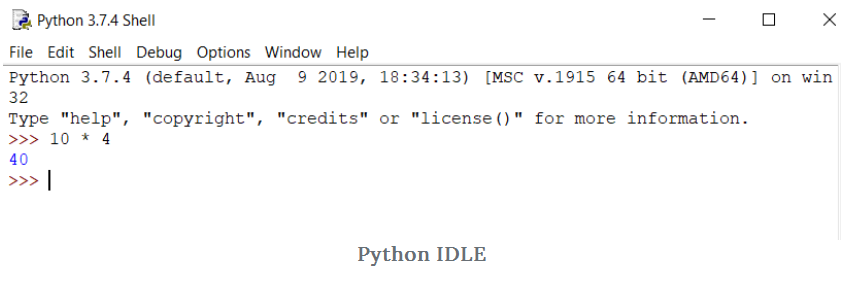 Python 3.7.4 Shell
File Edit Shell Debug Options Window Help
Python 3.7.4 (default, Aug  9 2019, 18:34:13) [MSC v.1915 64 bit (AMD64)] on win
32
Type "help", "copyright", "credits" or "license()" for more information.
>>> 10 * 4
40
>>>
Python IDLE